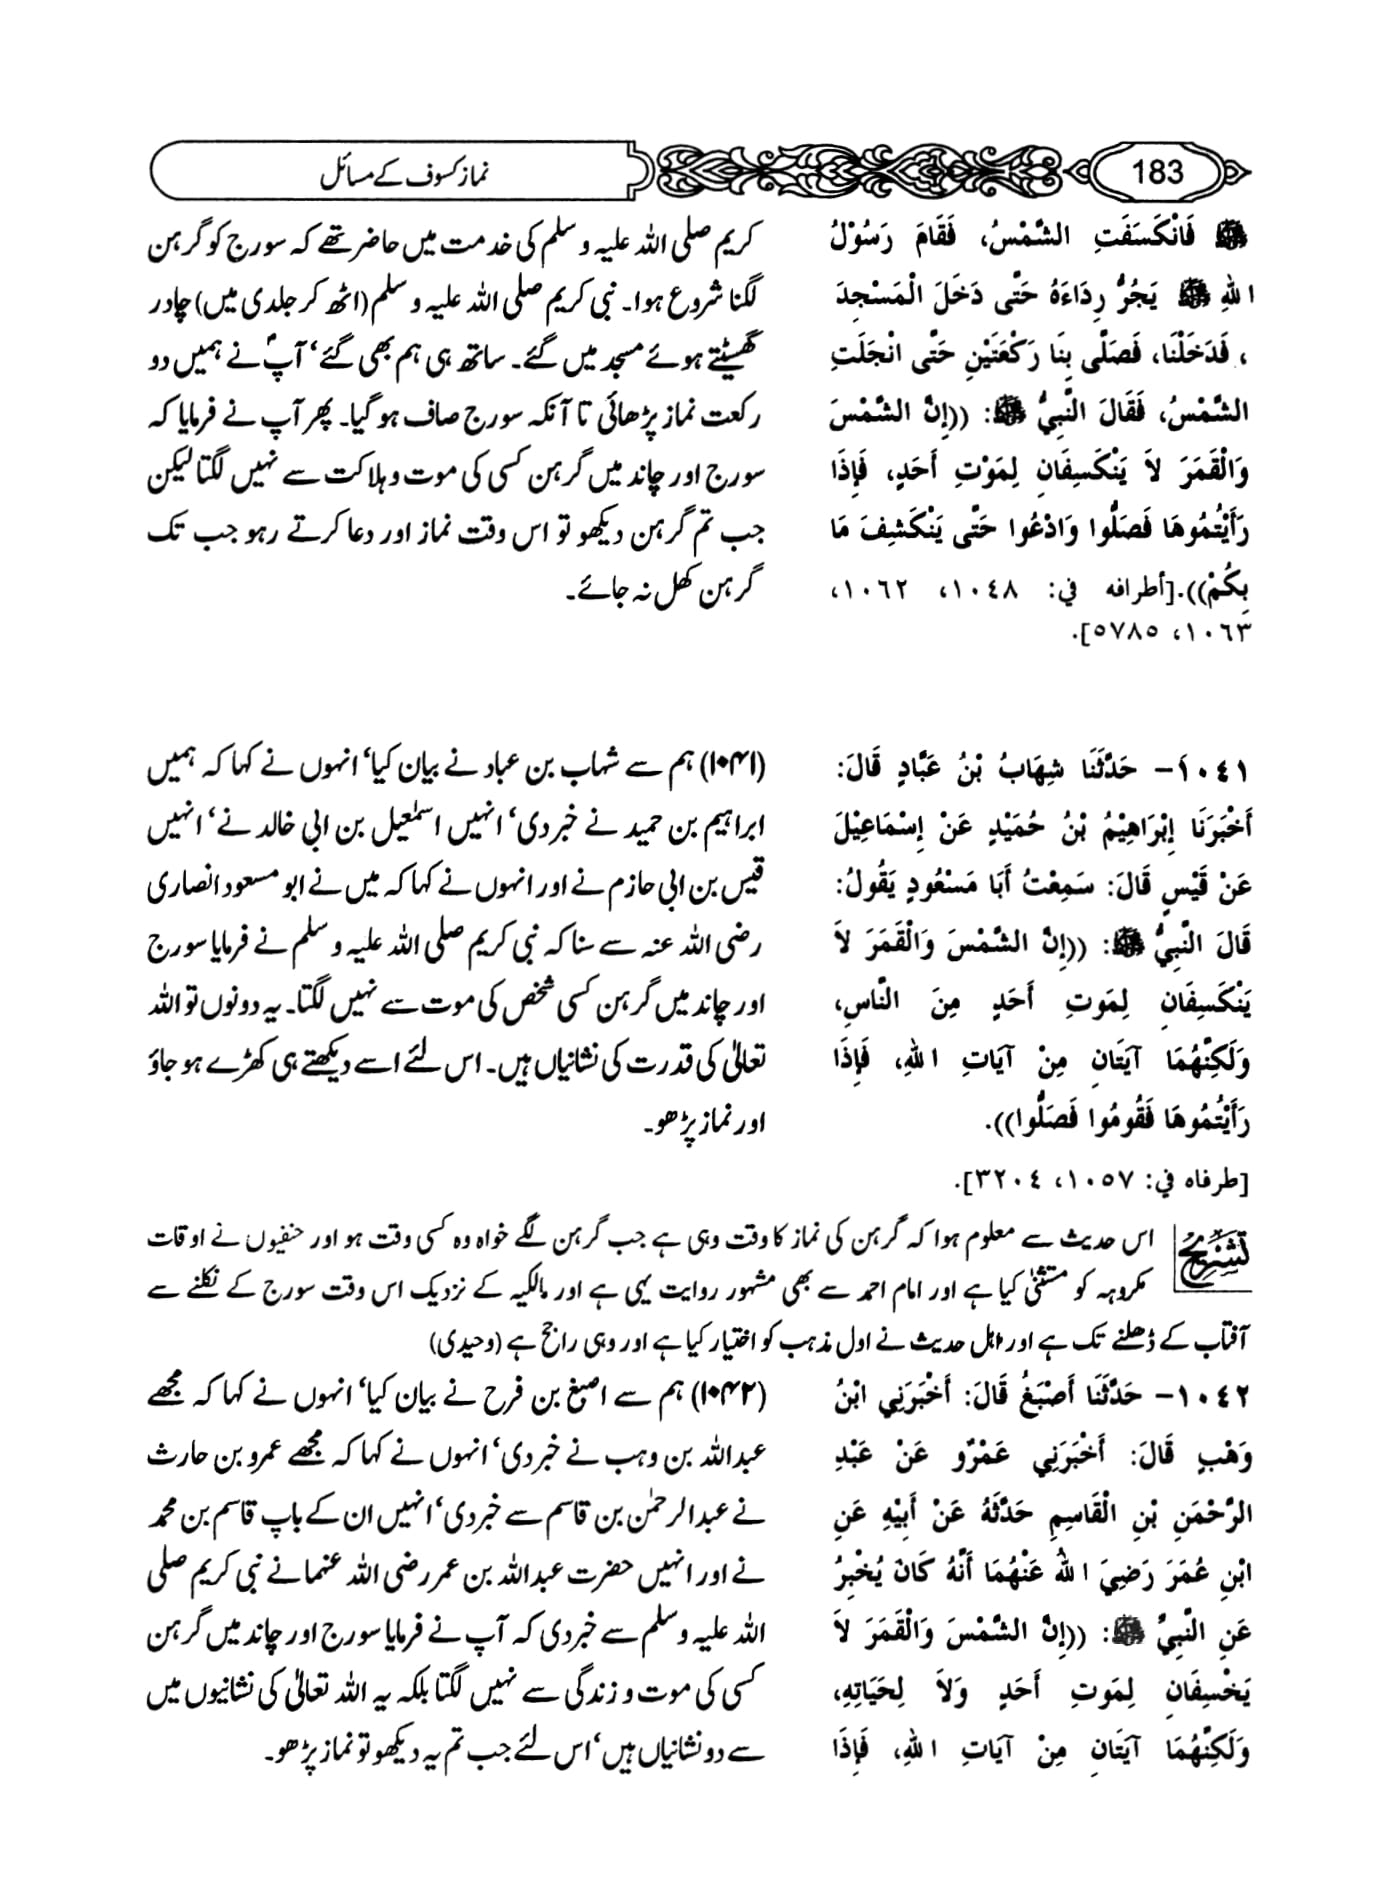 183
نماز کسوف کے مسائل
ﷺ فَانْكَسَفَتِ الشَّمْسُ، فَقَامَ رَسُوْلُ
اللهِ ﷺ يَجُرُّ رِدَاءَهُ حَتَّى دَخَلَ الْمَسْجِدَ
، فَدَخَلْنَا، فَصَلَّى بِنَا رَكْعَتَيْنِ حَتَّى انْجَلَتِ
الشَّمْسُ، فَقَالَ النَّبِيُّ ﷺ: ((إِنَّ الشَّمْسَ
وَالْقَمَرَ لاَ يَنْكَسِفَانِ لِمَوْتِ أَحَدٍ، فَإِذَا
رَأَيْتُمُوهَا فَصَلُّوا وَادْعُوا حَتَّى يَنْكَشِفَ مَا
بِكُمْ)).[أطرافه في: ١٠٤٨، ١٠٦٢،
١٠٦٣، ٥٧٨٥].
کریم صلی اللہ علیہ و سلم کی خدمت میں حاضر تھے کہ سورج کو گرہن
لگنا شروع ہوا۔ نبی کریم صلی اللہ علیہ و سلم (اٹھ کر جلدی میں) چادر
گھسیٹتے ہوئے مسجد میں گئے۔ ساتھ ہی ہم بھی گئے‘ آپؐ نے ہمیں دو
رکعت نماز پڑھائی تا آنکہ سورج صاف ہو گیا۔ پھر آپ نے فرمایا کہ
سورج اور چاند میں گرہن کسی کی موت و ہلاکت سے نہیں لگتا لیکن
جب تم گرہن دیکھو تو اس وقت نماز اور دعا کرتے رہو جب تک
گرہن کھل نہ جائے۔
١٠٤١– حَدَّثَنَا شِهَابُ بْنُ عَبَّادٍ قَالَ:
أَخْبَرَنَا إِبْرَاهِيْمُ بْنُ حُمَيْدٍ عَنْ إِسْمَاعِيْلَ
عَنْ قَيْسٍ قَالَ: سَمِعْتُ أَبَا مَسْعُودٍ يَقُولُ:
قَالَ النَّبِيُّ ﷺ: ((إِنَّ الشَّمْسَ وَالْقَمَرَ لاَ
يَنْكَسِفَانِ لِمَوتِ أَحَدٍ مِنَ النَّاسِ،
وَلَكِنَّهُمَا آيَتَانِ مِنْ آيَاتِ اللهِ، فَإِذَا
رَأَيْتُمُوهَا فَقُومُوا فَصَلُّوا)).
[طرفاه في: ١٠٥٧، ٣٢٠٤].
(۱۰۴۱) ہم سے شہاب بن عباد نے بیان کیا‘ انہوں نے کہا کہ ہمیں
ابراہیم بن حمید نے خبر دی‘ انہیں اسمٰعیل بن ابی خالد نے‘ انہیں
قیس بن ابی حازم نے اور انہوں نے کہا کہ میں نے ابو مسعود انصاری
رضی اللہ عنہ سے سنا کہ نبی کریم صلی اللہ علیہ و سلم نے فرمایا سورج
اور چاند میں گرہن کسی شخص کی موت سے نہیں لگتا۔ یہ دونوں تو اللہ
تعالیٰ کی قدرت کی نشانیاں ہیں۔ اس لئے اسے دیکھتے ہی کھڑے ہو جاؤ
اور نماز پڑھو۔
تشریح
اس حدیث سے معلوم ہوا کہ گرہن کی نماز کا وقت وہی ہے جب گرہن لگے خواہ وہ کسی وقت ہو اور حنفیوں نے اوقات
مکروہہ کو مستثنیٰ کیا ہے اور امام احمد سے بھی مشہور روایت یہی ہے اور مالکیہ کے نزدیک اس وقت سورج کے نکلنے سے
آفتاب کے ڈھلنے تک ہے اور اہل حدیث نے اول مذہب کو اختیار کیا ہے اور وہی راجح ہے (وحیدی)
١٠٤٢– حَدَّثَنَا أَصْبَغُ قَالَ: أَخْبَرَنِي ابْنُ
وَهْبٍ قَالَ: أَخْبَرَنِي عَمْرٌو عَنْ عَبْدِ
الرَّحْمَنِ بْنِ الْقَاسِمِ حَدَّثَهُ عَنْ أَبِيْهِ عَنِ
ابْنِ عُمَرَ رَضِيَ اللهُ عَنْهُمَا أَنَّهُ كَانَ يُخْبِرُ
عَنِ النَّبِيِّ ﷺ: ((إِنَّ الشَّمْسَ وَالْقَمَرَ لاَ
يَخْسِفَانِ لِمَوتِ أَحَدٍ وَلاَ لِحَيَاتِهِ،
وَلَكِنَّهُمَا آيَتَانِ مِنْ آيَاتِ اللهِ، فَإِذَا
(۱۰۴۲) ہم سے اصبغ بن فرح نے بیان کیا‘ انہوں نے کہا کہ مجھے
عبداللہ بن وہب نے خبر دی‘ انہوں نے کہا کہ مجھے عمرو بن حارث
نے عبدالرحمٰن بن قاسم سے خبر دی‘ انہیں ان کے باپ قاسم بن محمد
نے اور انہیں حضرت عبداللہ بن عمر رضی اللہ عنہما نے نبی کریم صلی
اللہ علیہ و سلم سے خبر دی کہ آپ نے فرمایا سورج اور چاند میں گرہن
کسی کی موت و زندگی سے نہیں لگتا بلکہ یہ اللہ تعالیٰ کی نشانیوں میں
سے دو نشانیاں ہیں‘ اس لئے جب تم یہ دیکھو تو نماز پڑھو۔